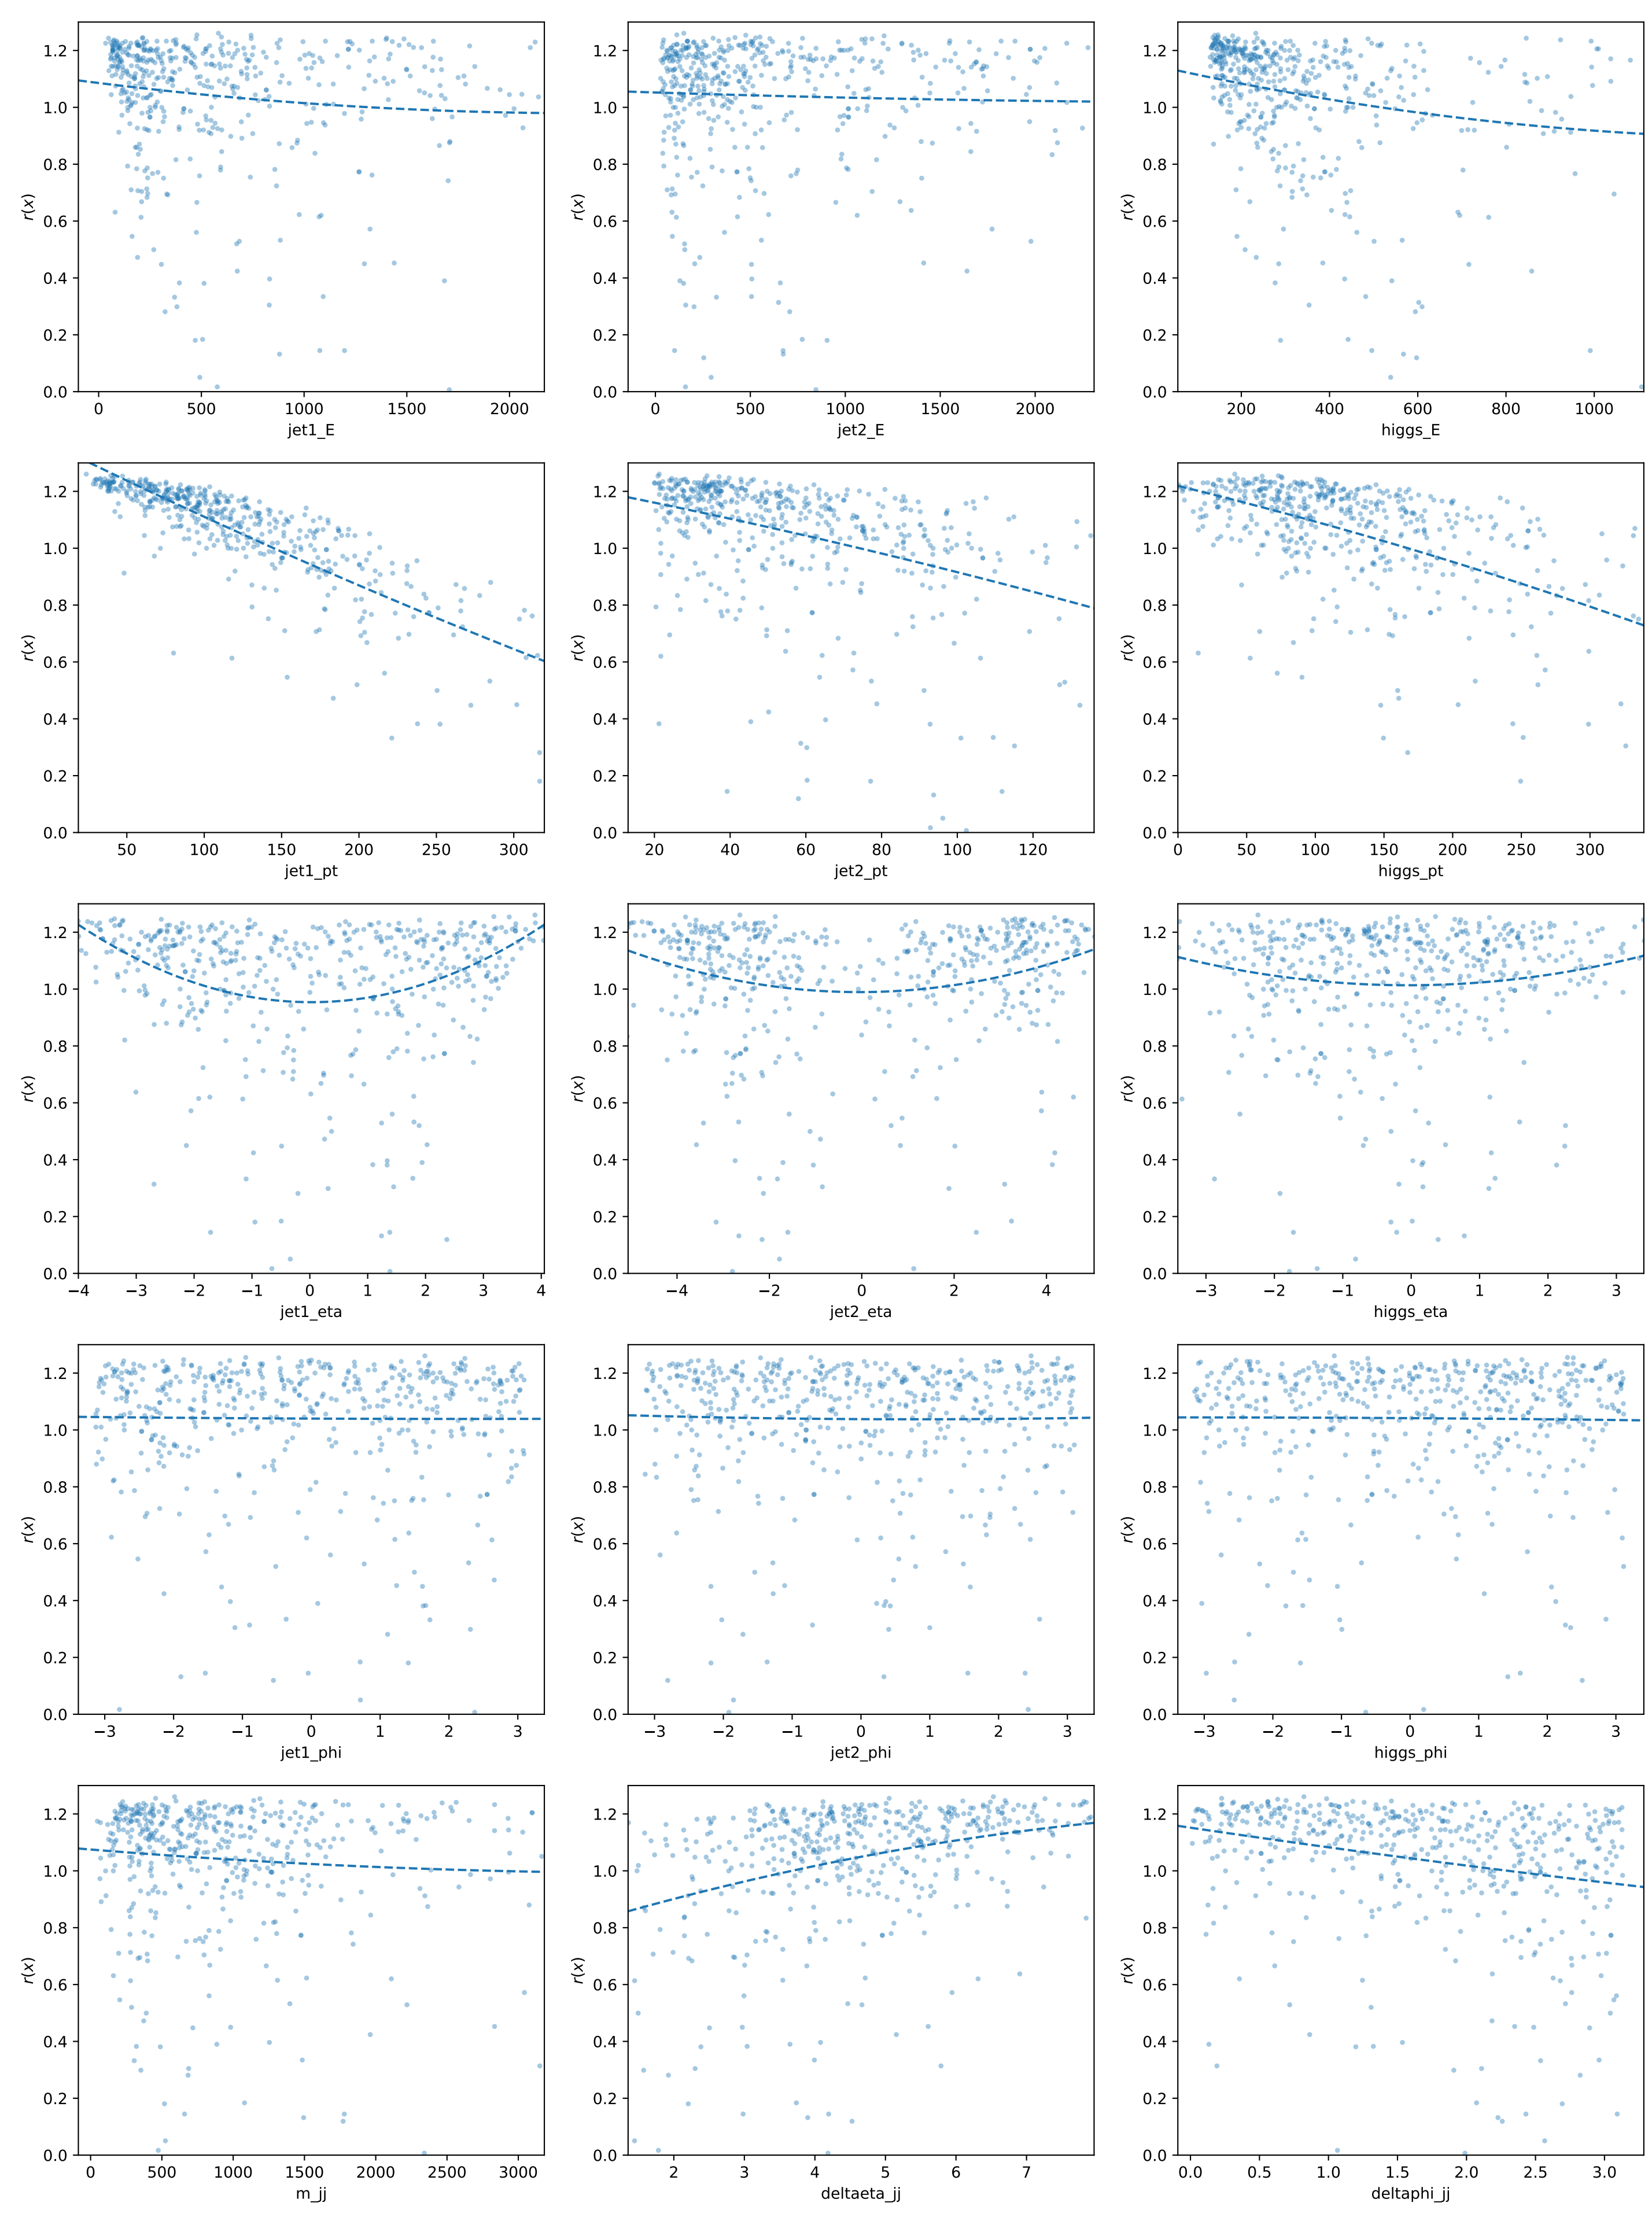 1.2 1.2 1.2
1.0 1.0 1.0
0.8 0.8 0.8
r(x) r(x) r(x)
0.6 0.6 0.6
0.4 0.4 0.4
0.2 0.2 0.2
0.0 0.0 0.0
0 500 1000 1500 2000 0 500 1000 1500 2000 200 400 600 800 1000
jet1_E jet2_E higgs_E
1.2 1.2 1.2
1.0 1.0 1.0
0.8 0.8 0.8
r(x) r(x) r(x)
0.6 0.6 0.6
0.4 0.4 0.4
0.2 0.2 0.2
0.0 0.0 0.0
50 100 150 200 250 300 20 40 60 80 100 120 0 50 100 150 200 250 300
jet1_pt jet2_pt higgs_pt
1.2 1.2 1.2
1.0 1.0 1.0
0.8 0.8 0.8
r(x) r(x) r(x)
0.6 0.6 0.6
0.4 0.4 0.4
0.2 0.2 0.2
0.0 0.0 0.0
−4 −3 −2 −1 0 1 2 3 4 −4 −2 0 2 4 −3 −2 −1 0 1 2 3
jet1_eta jet2_eta higgs_eta
1.2 1.2 1.2
1.0 1.0 1.0
0.8 0.8 0.8
r(x) r(x) r(x)
0.6 0.6 0.6
0.4 0.4 0.4
0.2 0.2 0.2
0.0 0.0 0.0
−3 −2 −1 0 1 2 3 −3 −2 −1 0 1 2 3 −3 −2 −1 0 1 2 3
jet1_phi jet2_phi higgs_phi
1.2 1.2 1.2
1.0 1.0 1.0
0.8 0.8 0.8
r(x) r(x) r(x)
0.6 0.6 0.6
0.4 0.4 0.4
0.2 0.2 0.2
0.0 0.0 0.0
0 500 1000 1500 2000 2500 3000 2 3 4 5 6 7 0.0 0.5 1.0 1.5 2.0 2.5 3.0
m_jj deltaeta_jj deltaphi_jj